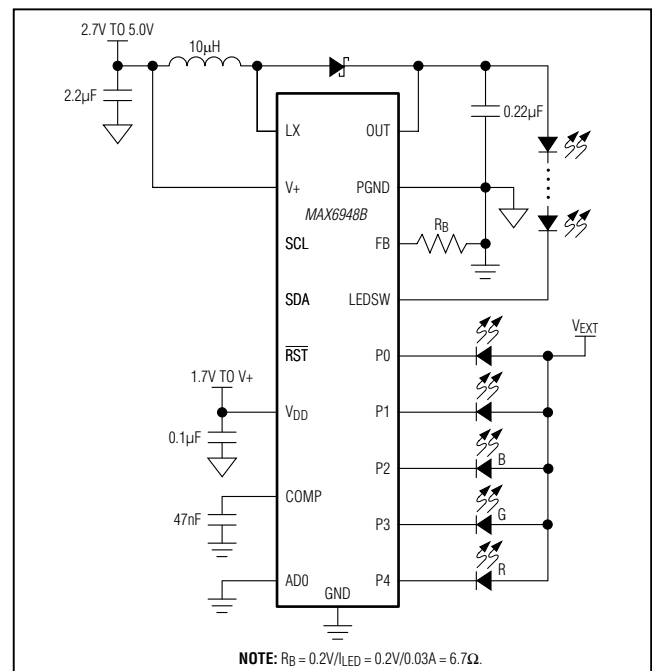 2.7V TO 5.0V
10µH
2.2µF
LX
OUT
0.22µF
V+
PGND
MAX6948B
SCL
FB
RB
SDA
LEDSW
RST
P0
VEXT
1.7V TO V+
VDD
P1
0.1µF
P2
B
COMP
47nF
P3
G
AD0
P4
R
GND
NOTE: RB = 0.2V/ILED = 0.2V/0.03A = 6.7Ω.